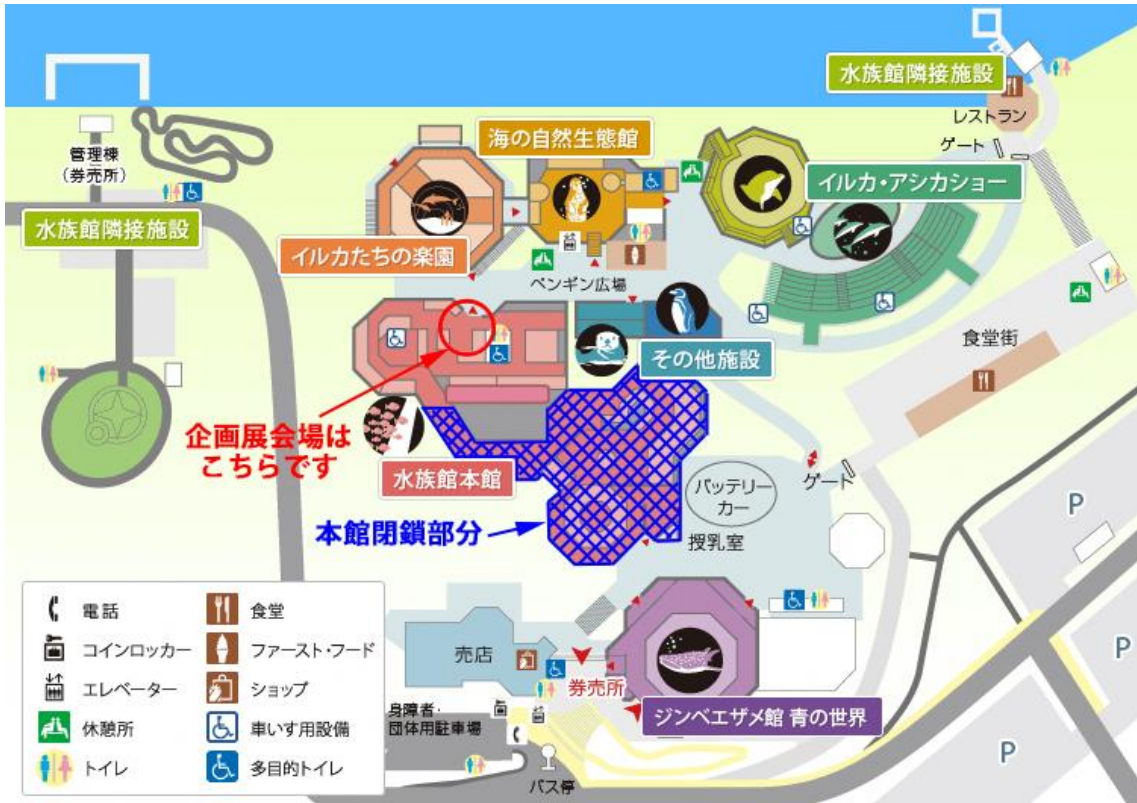 水族館隣接施設
レストラン
ゲート
管理棟
(券売所)
海の自然生態館
イルカ・アシカショー
水族館隣接施設
イルカたちの楽園
ペンギン広場
食堂街
その他施設
企画展会場は
こちらです
水族館本館
バッテリー
カー
ゲート
P
本館閉鎖部分
授乳室
電話
食堂
コインロッカー
ファースト・フード
エレベーター
ショップ
休憩所
車いす用設備
トイレ
多目的トイレ
売店
券売所
身障者・
団体用駐車場
ジンベエザメ館 青の世界
バス停
P
P